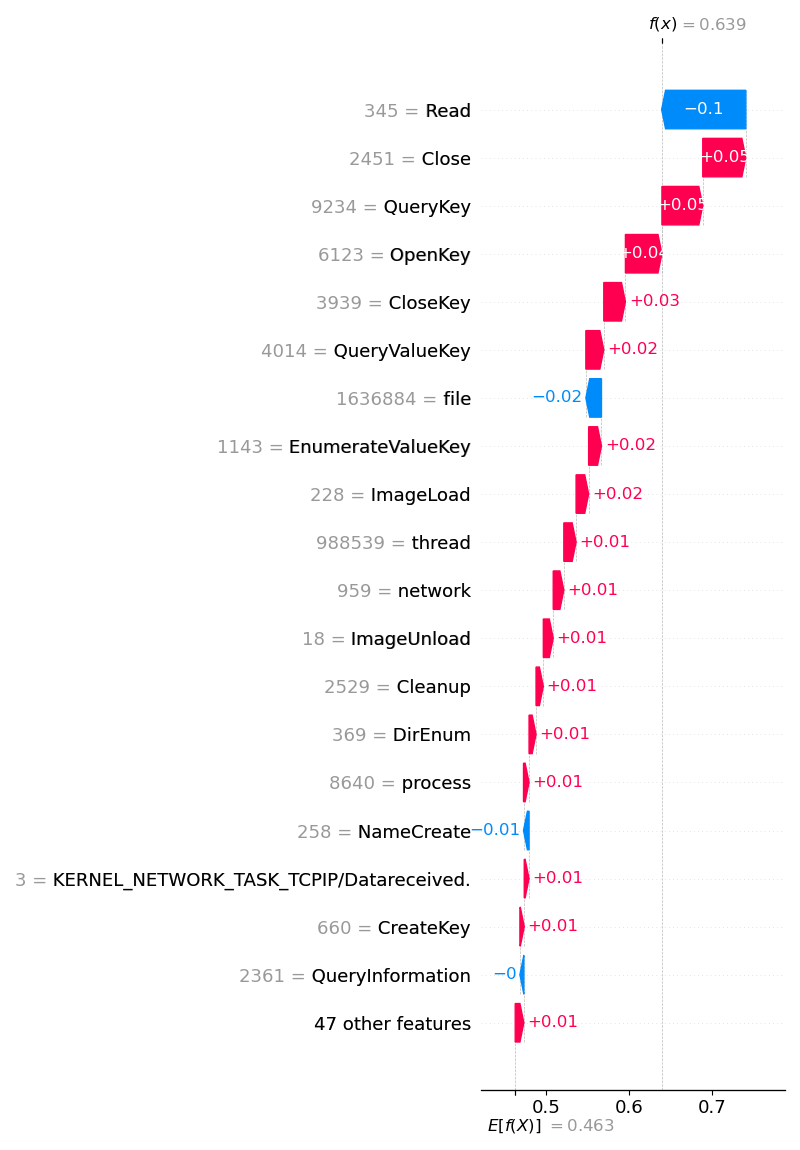 f(x) = 0.639
345 = Read −0.1
2451 = Close +0.05
9234 = QueryKey +0.05
6123 = OpenKey +0.04
3939 = CloseKey +0.03
4014 = QueryValueKey +0.02
1636884 = file −0.02
1143 = EnumerateValueKey +0.02
228 = ImageLoad +0.02
988539 = thread +0.01
959 = network +0.01
18 = ImageUnload +0.01
2529 = Cleanup +0.01
369 = DirEnum +0.01
8640 = process +0.01
258 = NameCreate −0.01
3 = KERNEL_NETWORK_TASK_TCPIP/Datareceived. +0.01
660 = CreateKey +0.01
2361 = QueryInformation −0
47 other features +0.01
0.5 0.6 0.7
E[f(X)] = 0.463